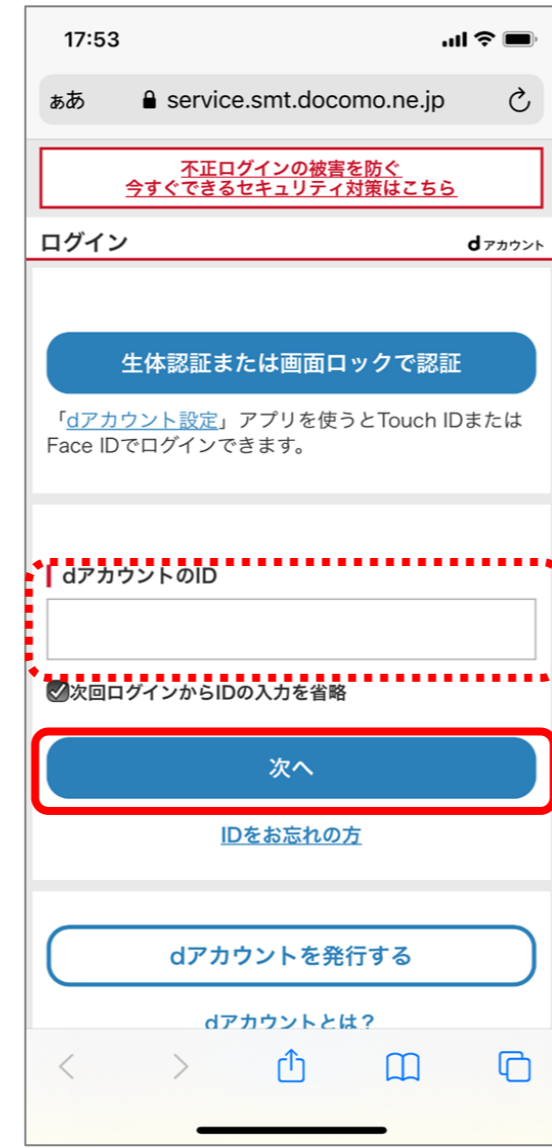 17:53
ぁあ service.smt.docomo.ne.jp
不正ログインの被害を防ぐ
今すぐできるセキュリティ対策はこちら
ログイン dアカウント
生体認証または画面ロックで認証
「dアカウント設定」アプリを使うとTouch IDまたは
Face IDでログインできます。
dアカウントのID
次回ログインからIDの入力を省略
次へ
IDをお忘れの方
dアカウントを発行する
dアカウントとは？